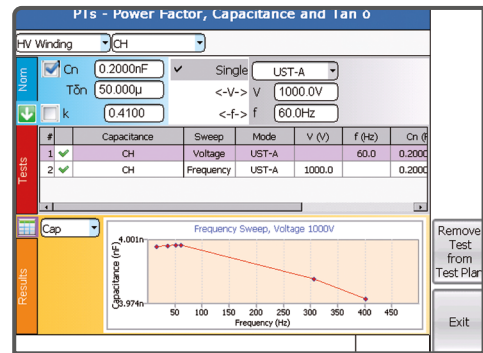 PTs - Power Factor, Capacitance and Tan δ
HV Winding CH
Nom
Cn 0.2000nF Single UST-A
Tδn 50.000µ <-V-> V 1000.0V
k 0.4100 <-f-> f 60.0Hz
Tests
# Capacitance Sweep Mode V (V) f (Hz) Cn (F
1 CH Voltage UST-A 60.0 0.2000
2 CH Frequency UST-A 1000.0 0.2000
Results
Cap
Frequency Sweep, Voltage 1000V
Capacitance (nF)
4.001n
3.974n
50 100 150 200 250 300 350 400 450
Frequency (Hz)
Remove
Test
from
Test Plan
Exit